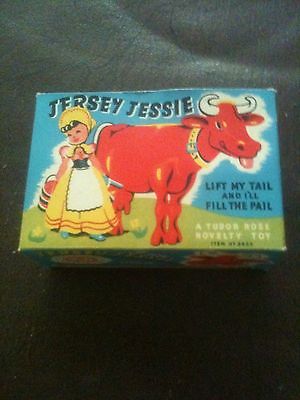 JERSEY JESSIE
LIFT MY TAIL
AND I'LL
FILL THE PAIL
A TUDOR ROSE
NOVELTY TOY